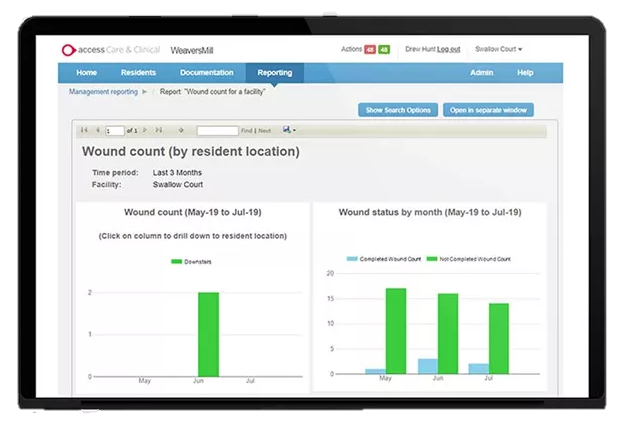 access Care & Clinical WeaversMill Actions 48 48 Drew Hunt Log out Swallow Court
Home Residents Documentation Reporting Admin Help
Management reporting Report: "Wound count for a facility"
Show Search Options Open in separate window
1 of 1 Find | Next
Wound count (by resident location)
Time period: Last 3 Months
Facility: Swallow Court
Wound count (May-19 to Jul-19)
(Click on column to drill down to resident location)
Downstairs
2
1
0
May Jun Jul
Wound status by month (May-19 to Jul-19)
Completed Wound Count Not Completed Wound Count
20
15
10
5
0
May Jun Jul